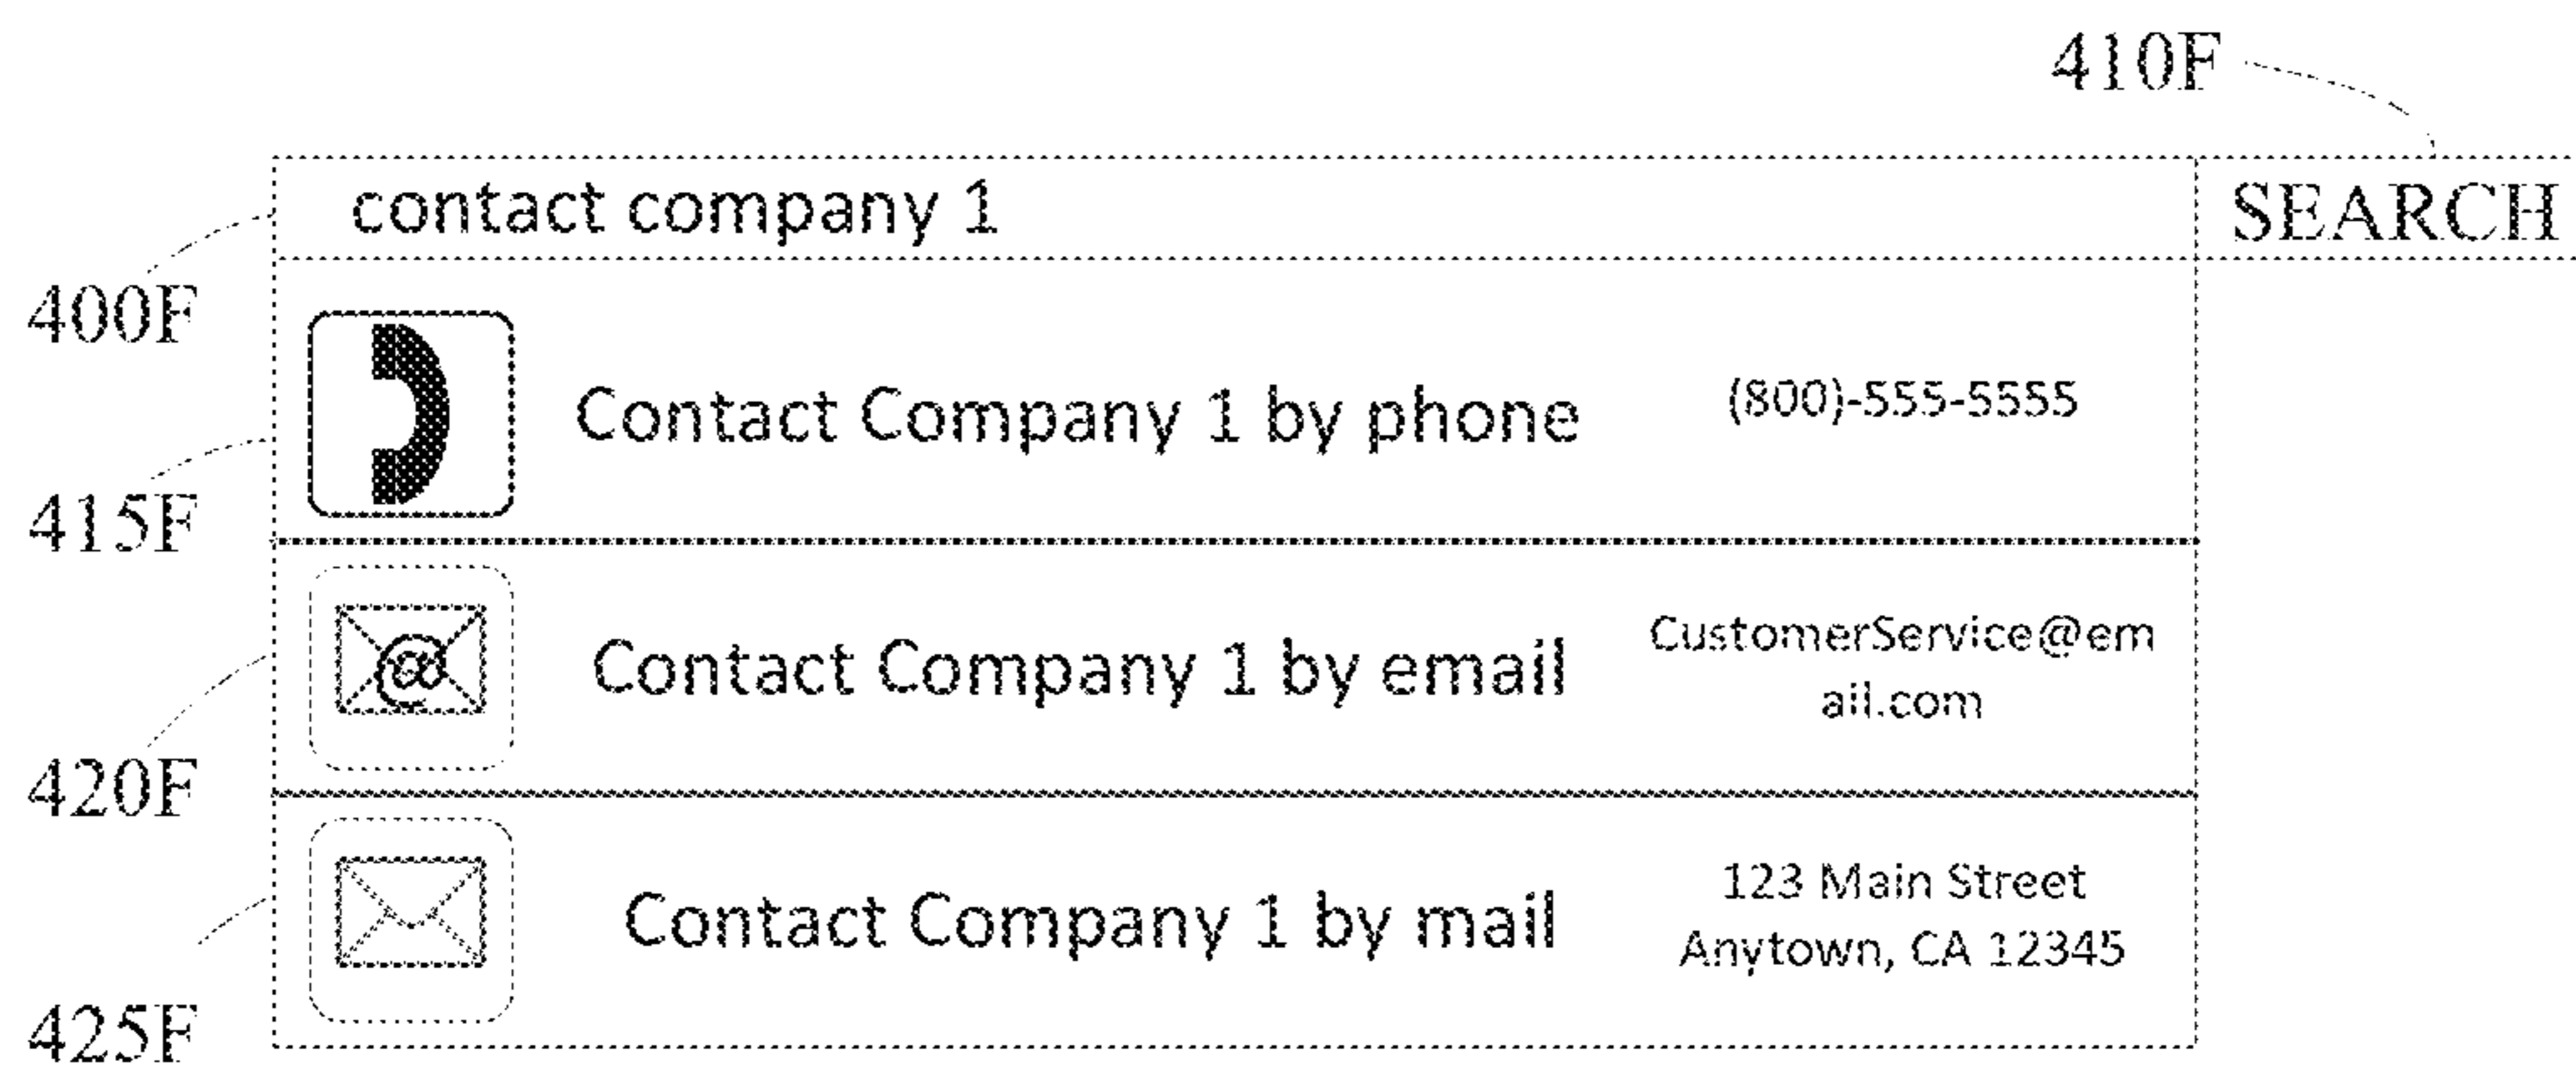 410F
contact company 1
SEARCH
400F
Contact Company 1 by phone
(800)-555-5555
415F
@
Contact Company 1 by email
CustomerService@em
ail.com
420F
Contact Company 1 by mail
123 Main Street
Anytown, CA 12345
425F